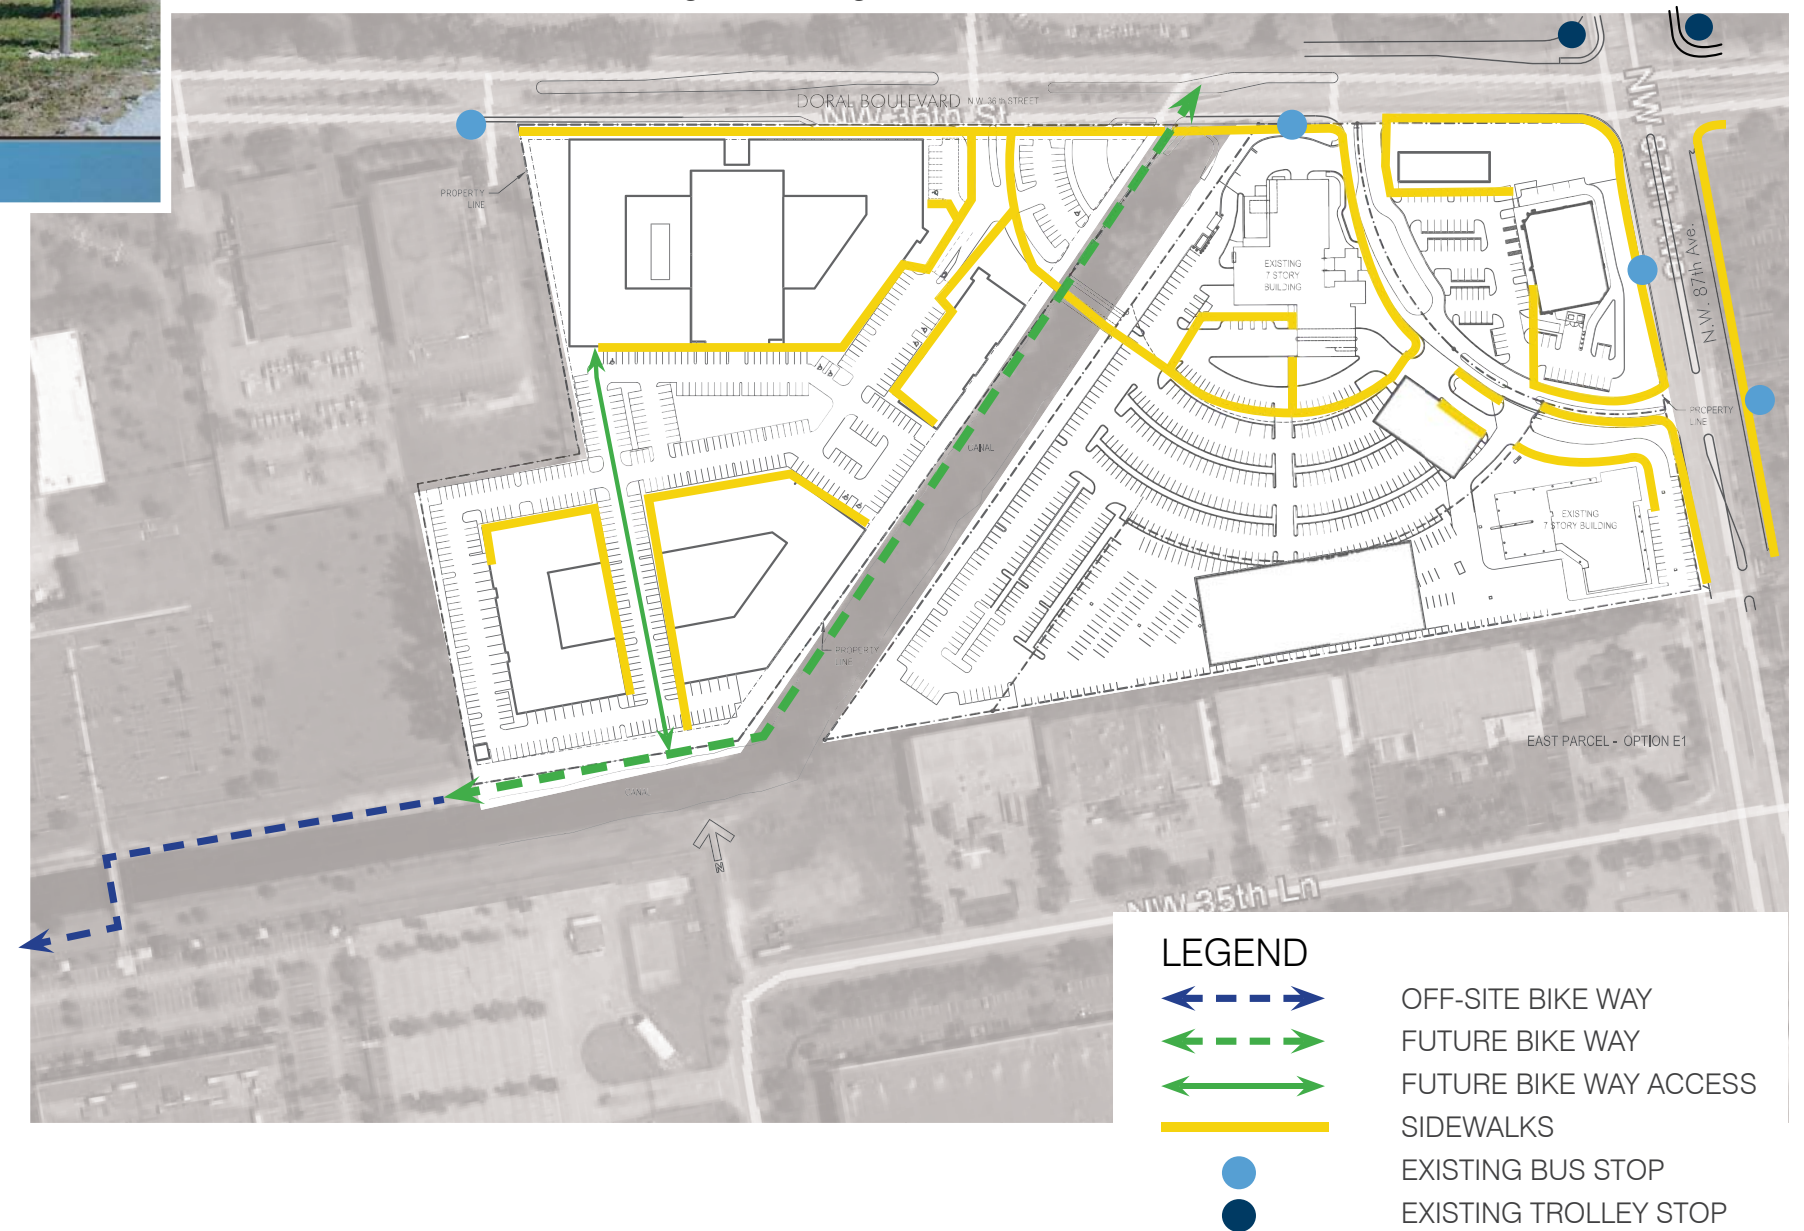 DORAL BOULEVARD N.W. 36th STREET
NW 36th St
NW 87th Ave
N.W. 87th Ave.
PROPERTY
LINE
EXISTING
7 STORY
BUILDING
PROPERTY
LINE
CANAL
EXISTING
7 STORY BUILDING
PROPERTY
LINE
EAST PARCEL - OPTION E1
CANAL
N
NW 35th Ln
LEGEND
OFF-SITE BIKE WAY
FUTURE BIKE WAY
FUTURE BIKE WAY ACCESS
SIDEWALKS
EXISTING BUS STOP
EXISTING TROLLEY STOP